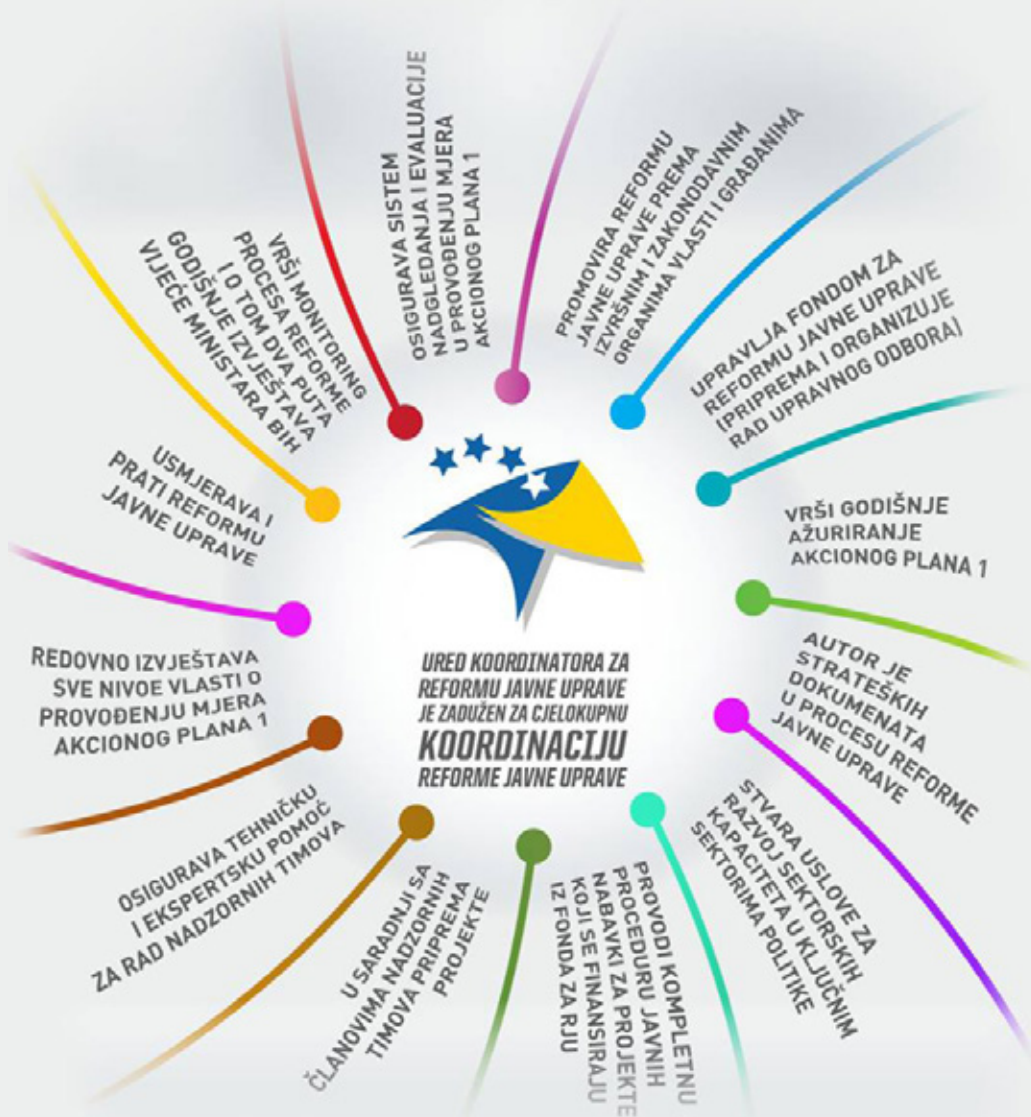 OSIGURAVA SISTEM
NADGLEDANJA I EVALUACIJE
U PROVOĐENJU MJERA
AKCIONOG PLANA 1
PROMOVIRA REFORMU
JAVNE UPRAVE PREMA
IZVRŠNIM I ZAKONODAVNIM
ORGANIMA VLASTI I GRAĐANIMA
UPRAVLJA FONDOM ZA
REFORMU JAVNE UPRAVE
(PRIPREMA I ORGANIZUJE
RAD UPRAVNOG ODBORA)
VRŠI GODIŠNJE
AŽURIRANJE
AKCIONOG PLANA 1
AUTOR JE
STRATEŠKIH
DOKUMENATA
U PROCESU REFORME
JAVNE UPRAVE
STVARA USLOVE ZA
RAZVOJ SEKTORSKIH
KAPACITETA U KLJUČNIM
SEKTORIMA POLITIKE
PROVODI KOMPLETNU
PROCEDURU JAVNIH
NABAVKI ZA PROJEKTE
KOJI SE FINANSIRAJU
IZ FONDA ZA RJU
U SARADNJI SA
ČLANOVIMA NADZORNIH
TIMOVA PRIPREMA
PROJEKTE
OSIGURAVA TEHNIČKU
I EKSPERTSKU POMOĆ
ZA RAD NADZORNIH TIMOVA
REDOVNO IZVJEŠTAVA
SVE NIVOE VLASTI O
PROVOĐENJU MJERA
AKCIONOG PLANA 1
USMJERAVA I
PRATI REFORMU
JAVNE UPRAVE
VRŠI MONITORING
PROCESA REFORME
I O TOM DVA PUTA
GODIŠNJE IZVJEŠTAVA
VIJEĆE MINISTARA BIH
URED KOORDINATORA ZA
REFORMU JAVNE UPRAVE
JE ZADUŽEN ZA CJELOKUPNU
KOORDINACIJU
REFORME JAVNE UPRAVE